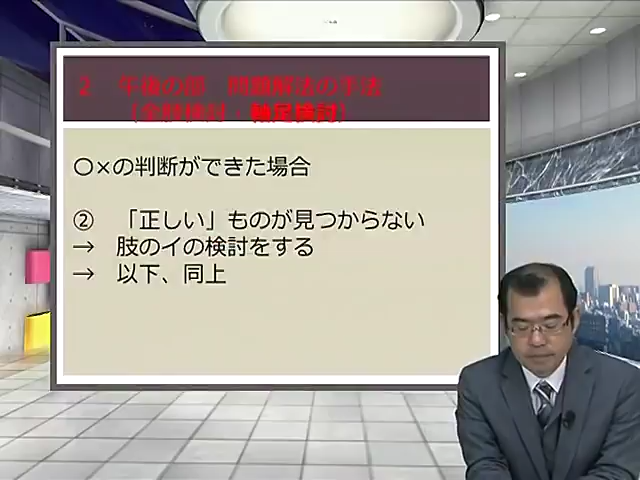 2　午後の部　問題解法の手法
（全肢検討・軸足検討）
〇×の判断ができた場合
②　「正しい」ものが見つからない
→　肢のイの検討をする
→　以下、同上